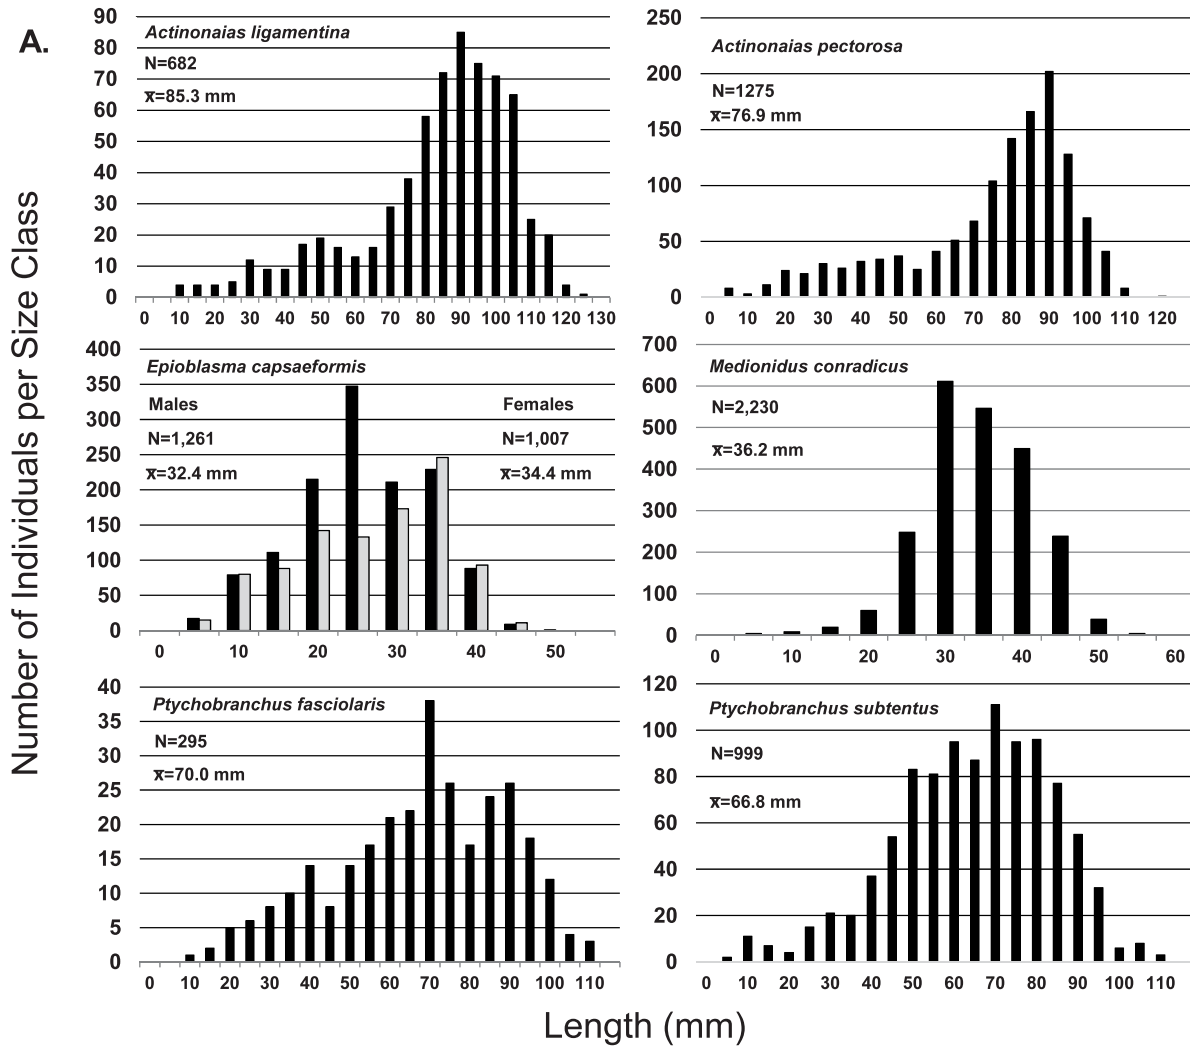 A.
Number of Individuals per Size Class
Actinonaias ligamentina
N=682
x̅=85.3 mm
90
80
70
60
50
40
30
20
10
0
0 10 20 30 40 50 60 70 80 90 100 110 120 130
Actinonaias pectorosa
N=1275
x̅=76.9 mm
250
200
150
100
50
0
0 10 20 30 40 50 60 70 80 90 100 110 120
Epioblasma capsaeformis
Males Females
N=1,261 N=1,007
x̅=32.4 mm x̅=34.4 mm
400
350
300
250
200
150
100
50
0
0 10 20 30 40 50
Medionidus conradicus
N=2,230
x̅=36.2 mm
700
600
500
400
300
200
100
0
0 10 20 30 40 50 60
Ptychobranchus fasciolaris
N=295
x̅=70.0 mm
40
35
30
25
20
15
10
5
0
0 10 20 30 40 50 60 70 80 90 100 110
Ptychobranchus subtentus
N=999
x̅=66.8 mm
120
100
80
60
40
20
0
0 10 20 30 40 50 60 70 80 90 100 110
Length (mm)